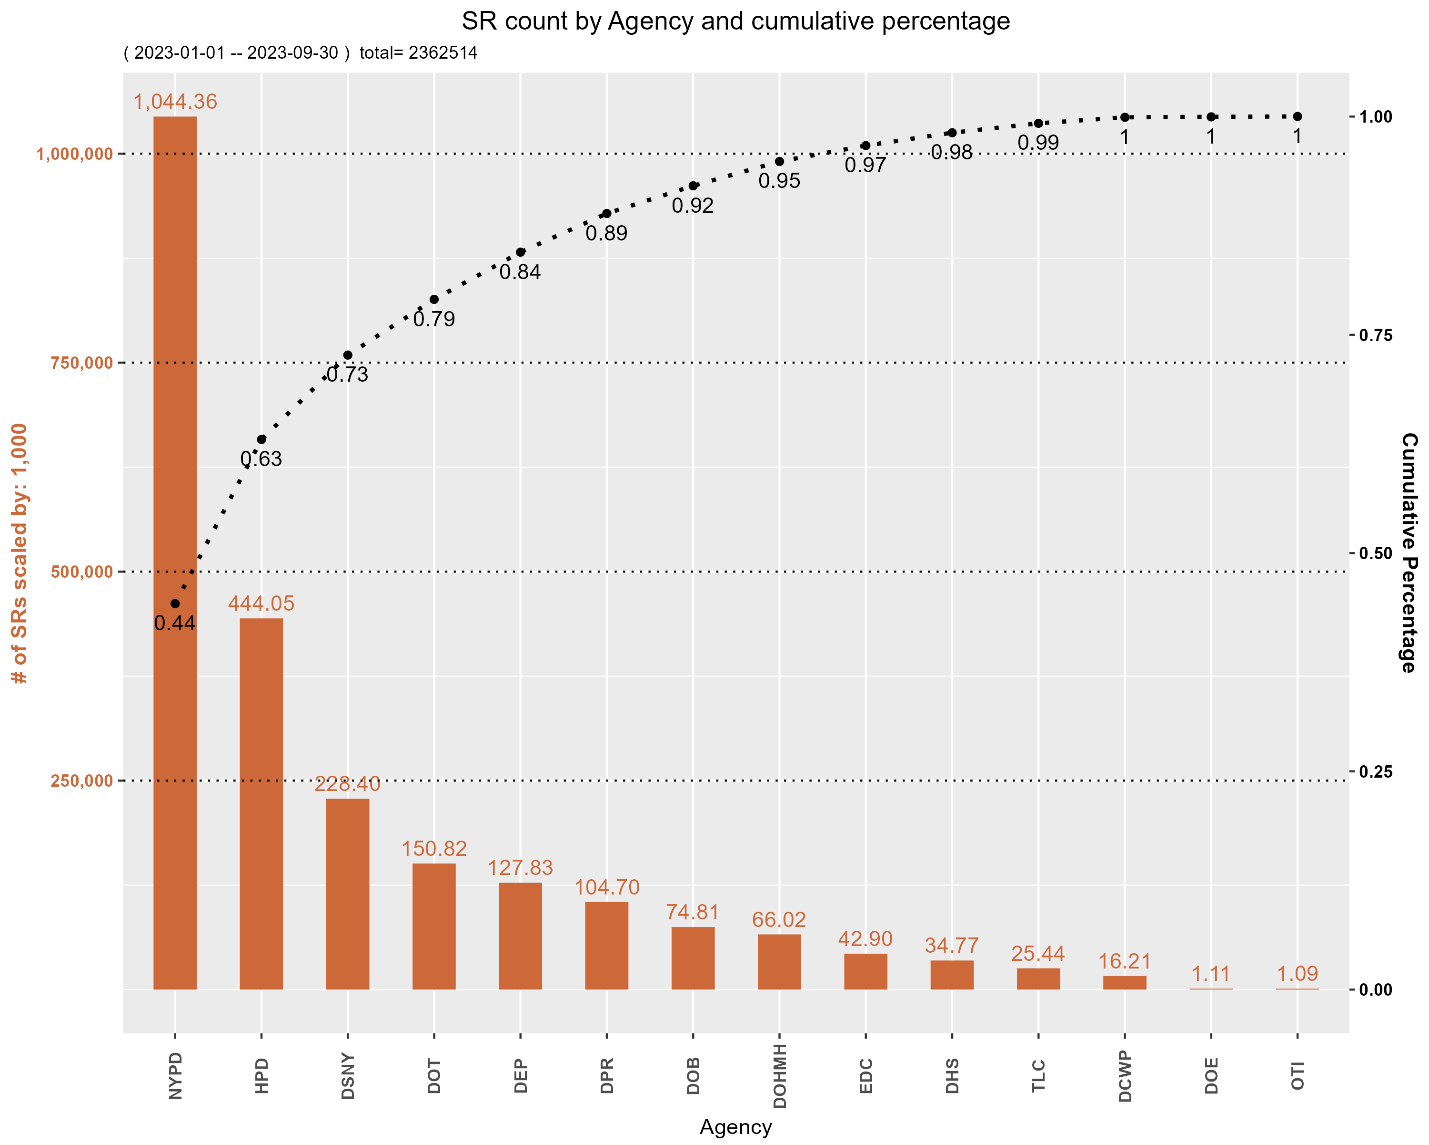 SR count by Agency and cumulative percentage
( 2023-01-01 -- 2023-09-30 )  total= 2362514
# of SRs scaled by: 1,000
1,000,000
750,000
500,000
250,000
1,044.36
444.05
228.40
150.82
127.83
104.70
74.81
66.02
42.90
34.77
25.44
16.21
1.11
1.09
0.44
0.63
0.73
0.79
0.84
0.89
0.92
0.95
0.97
0.98
0.99
1
1
1
1.00
0.75
0.50
0.25
0.00
Cumulative Percentage
NYPD
HPD
DSNY
DOT
DEP
DPR
DOB
DOHMH
EDC
DHS
TLC
DCWP
DOE
OTI
Agency